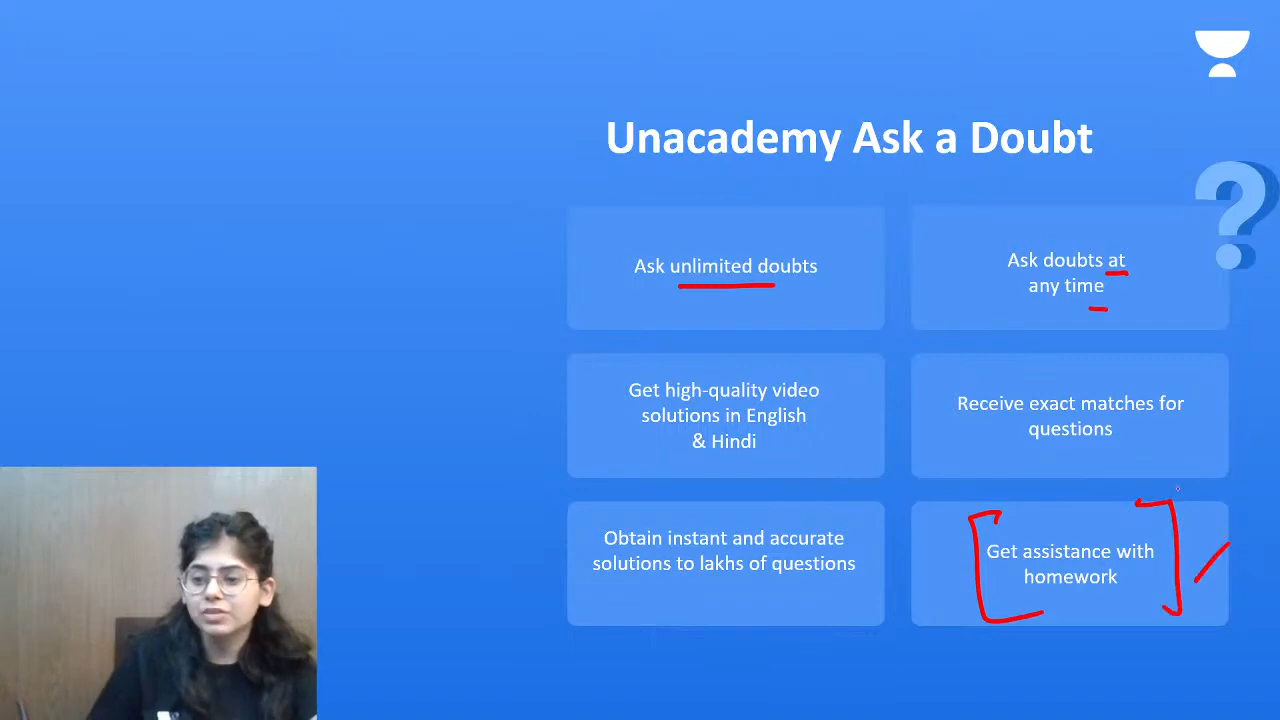 Unacademy Ask a Doubt
Ask unlimited doubts
Ask doubts at
any time
Get high-quality video
solutions in English
& Hindi
Receive exact matches for
questions
Obtain instant and accurate
solutions to lakhs of questions
Get assistance with
homework